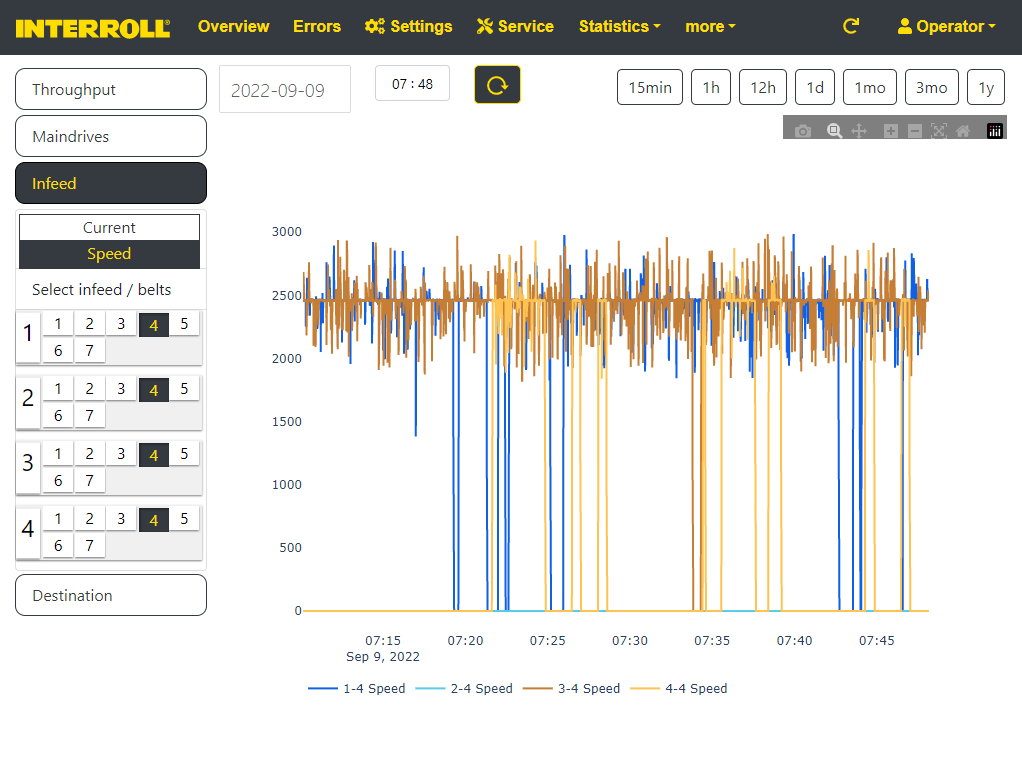 INTERROLL® Overview Errors Settings Service Statistics more Operator
Throughput
Maindrives
Infeed
Current
Speed
Select infeed / belts
1 1 2 3 4 5
6 7
2 1 2 3 4 5
6 7
3 1 2 3 4 5
6 7
4 1 2 3 4 5
6 7
Destination
2022-09-09 07 : 48 15min 1h 12h 1d 1mo 3mo 1y
3000
2500
2000
1500
1000
500
0
07:15 07:20 07:25 07:30 07:35 07:40 07:45
Sep 9, 2022
1-4 Speed 2-4 Speed 3-4 Speed 4-4 Speed